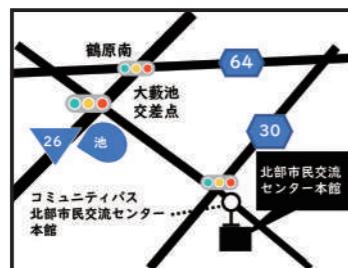 鶴原南
64
大藪池
交差点
26
池
30
北部市民交流
センター本館
コミュニティバス
北部市民交流センター
本館